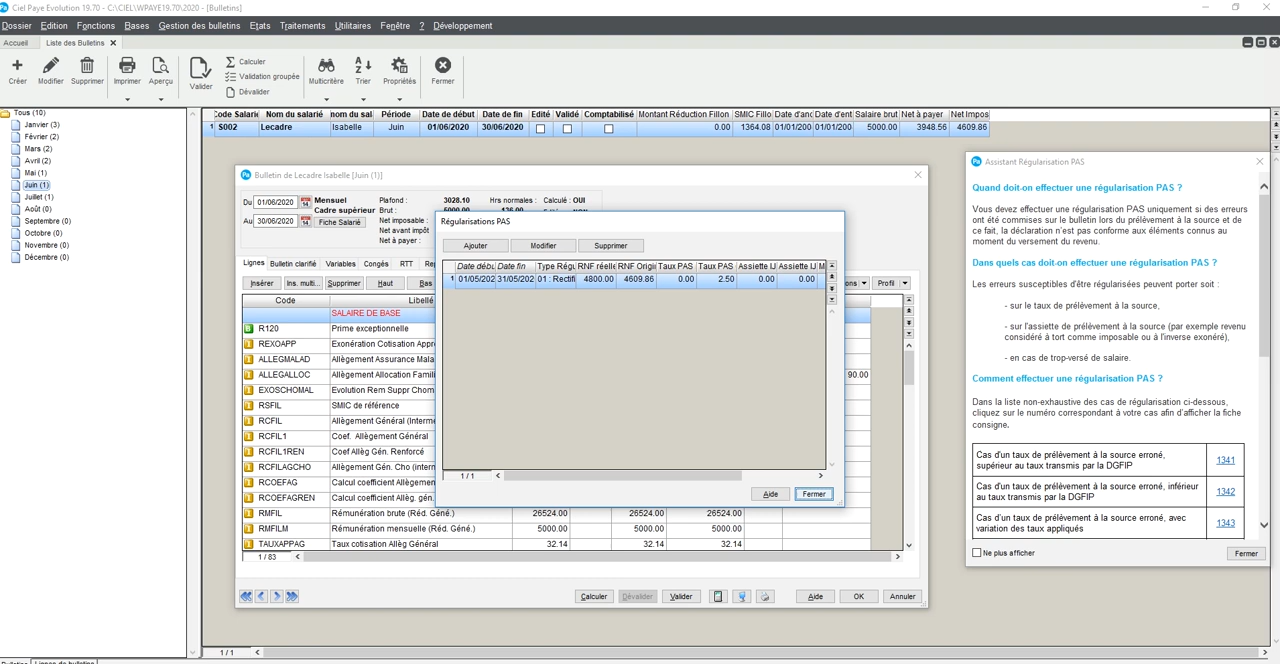 Ciel Paye Evolution 19.70 - C:\CIEL\WPAYE19.70\2020 - [Bulletins]
Dossier Edition Fonctions Bases Gestion des bulletins Etats Traitements Utilitaires Fenêtre ? Développement
Accueil Liste des Bulletins
Créer Modifier Supprimer Imprimer Aperçu Valider Calculer Validation groupée Dévalider Multicritère Trier Propriétés Fermer
Tous (10)
Janvier (3)
Février (2)
Mars (2)
Avril (2)
Mai (1)
Juin (1)
Juillet (1)
Août (0)
Septembre (0)
Octobre (0)
Novembre (0)
Décembre (0)
Code Salarié Nom du salarié nom du sal Période Date de début Date de fin Edité Validé Comptabilisé Montant Réduction Fillon SMIC Fillo Date d'anc Date d'ent Salaire brut Net à payer Net Impos
1 S002 Lecadre Isabelle Juin 01/06/2020 30/06/2020 0.00 1364.08 01/01/200 01/01/200 5000.00 3948.56 4609.86
Bulletin de Lecadre Isabelle [Juin (1)]
Du 01/06/2020 Mensuel Plafond : 3028.10 Hrs normales : Calculé : OUI
Cadre supérieur Brut :
Au 30/06/2020 Fiche Salarié Net imposable :
Net avant impôt
Net à payer :
Lignes Bulletin clarifié Variables Congés RTT
Insérer Ins. multi... Supprimer Haut Bas Profil
Code Libellé
SALAIRE DE BASE
R120 Prime exceptionnelle
REXOAPP Exonération Cotisation Appr
ALLEGMALAD Allègement Assurance Mala
ALLEGALLOC Allègement Allocation Famili 90.00
EXOSCHOMAL Evolution Rem Suppr Chom
RSFIL SMIC de référence
RCFIL Allègement Général (Interme
RCFIL1 Coef. Allègement Général
RCFIL1REN Coef Allèg Gén. Renforcé
RCFILAGCHO Allègement Gén. Cho (intern
RCOEFAG Calcul coefficient Allègemen
RCOEFAGREN Calcul coefficient Allèg. gén.
RMFIL Rémunération brute (Réd. Géné.) 26524.00 26524.00 26524.00
RMFILM Rémunération mensuelle (Réd. Géné.) 5000.00 5000.00 5000.00
TAUXAPPAG Taux cotisation Allèg Général 32.14 32.14 32.14
1 / 83
Calculer Dévalider Valider Aide OK Annuler
Régularisations PAS
Ajouter Modifier Supprimer
Date débu Date fin Type Régu RNF réelle RNF Origin Taux PAS Taux PAS Assiette IJ Assiette IJ M
1 01/05/202 31/05/202 01 : Rectifi 4800.00 4609.86 0.00 2.50 0.00 0.00
1 / 1
Aide Fermer
Assistant Régularisation PAS
Quand doit-on effectuer une régularisation PAS ?
Vous devez effectuer une régularisation PAS uniquement si des erreurs
ont été commises sur le bulletin lors du prélèvement à la source et de
ce fait, la déclaration n'est pas conforme aux éléments connus au
moment du versement du revenu.
Dans quels cas doit-on effectuer une régularisation PAS ?
Les erreurs susceptibles d'être régularisées peuvent porter soit :
- sur le taux de prélèvement à la source,
- sur l'assiette de prélèvement à la source (par exemple revenu
considéré à tort comme imposable ou à l'inverse exonéré),
- en cas de trop-versé de salaire.
Comment effectuer une régularisation PAS ?
Dans la liste non-exhaustive des cas de régularisation ci-dessous,
cliquez sur le numéro correspondant à votre cas afin d'afficher la fiche
consigne.
Cas d'un taux de prélèvement à la source erroné,
supérieur au taux transmis par la DGFIP 1341
Cas d'un taux de prélèvement à la source erroné, inférieur
au taux transmis par la DGFIP 1342
Cas d'un taux de prélèvement à la source erroné, avec
variation des taux appliqués 1343
Ne plus afficher Fermer
1 / 1